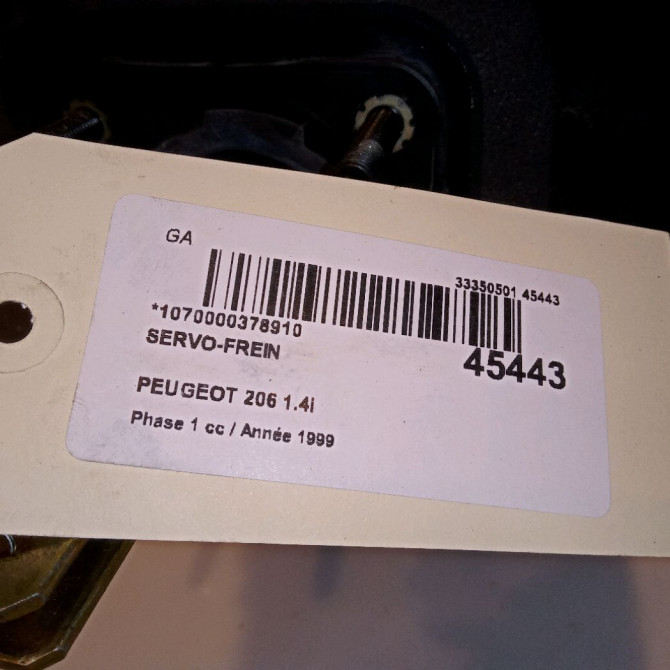 GA
33350501 45443
*1070000378910
SERVO-FREIN
45443
PEUGEOT 206 1.4i
Phase 1 cc / Année 1999